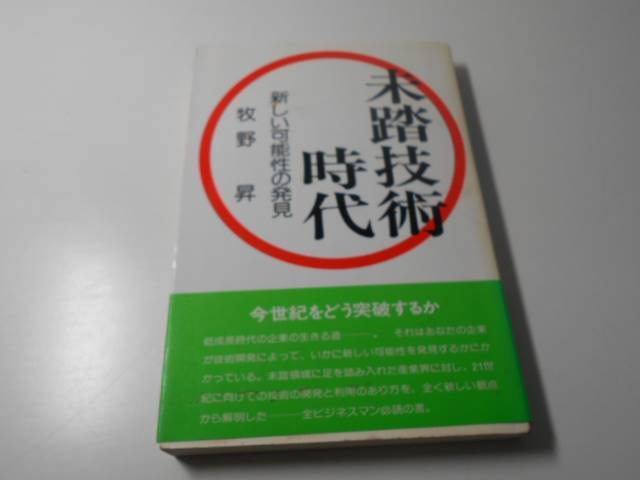 未踏技術
時代
新しい可能性の発見
牧野 昇
今世紀をどう突破するか
低成長時代の企業の生きる道――。それはあなたの企業
が技術開発によって、いかに新しい可能性を発見するかにか
かっている。未踏領域に足を踏み入れた産業界に対し、21世
紀に向けての技術の開発と利用のあり方を、全く新しい観点
から解明した――全ビジネスマン必読の書。